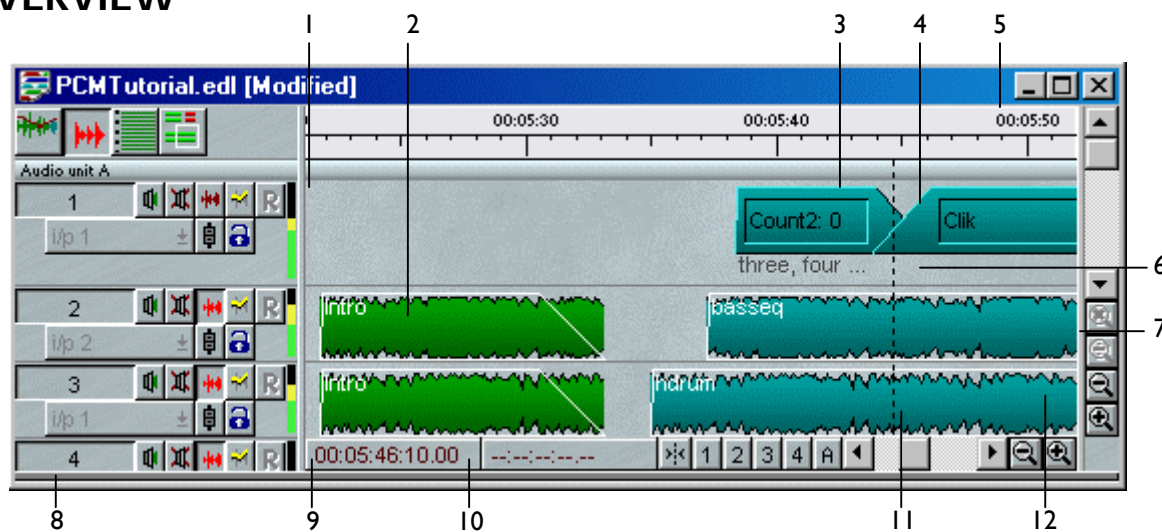 VERVIEW
1 2 3 4 5
PCMTutorial.edl [Modified]
00:05:30 00:05:40 00:05:50
Audio unit A
1 R
i/p 1
Count2: 0 Clik
three, four ...
6
2 R
i/p 2
Intro basseq
7
3 R
i/p 1
Intro ndrum
4 R
00:05:46:10.00 --:--:--.-- 1 2 3 4 A
8 9 10 11 12